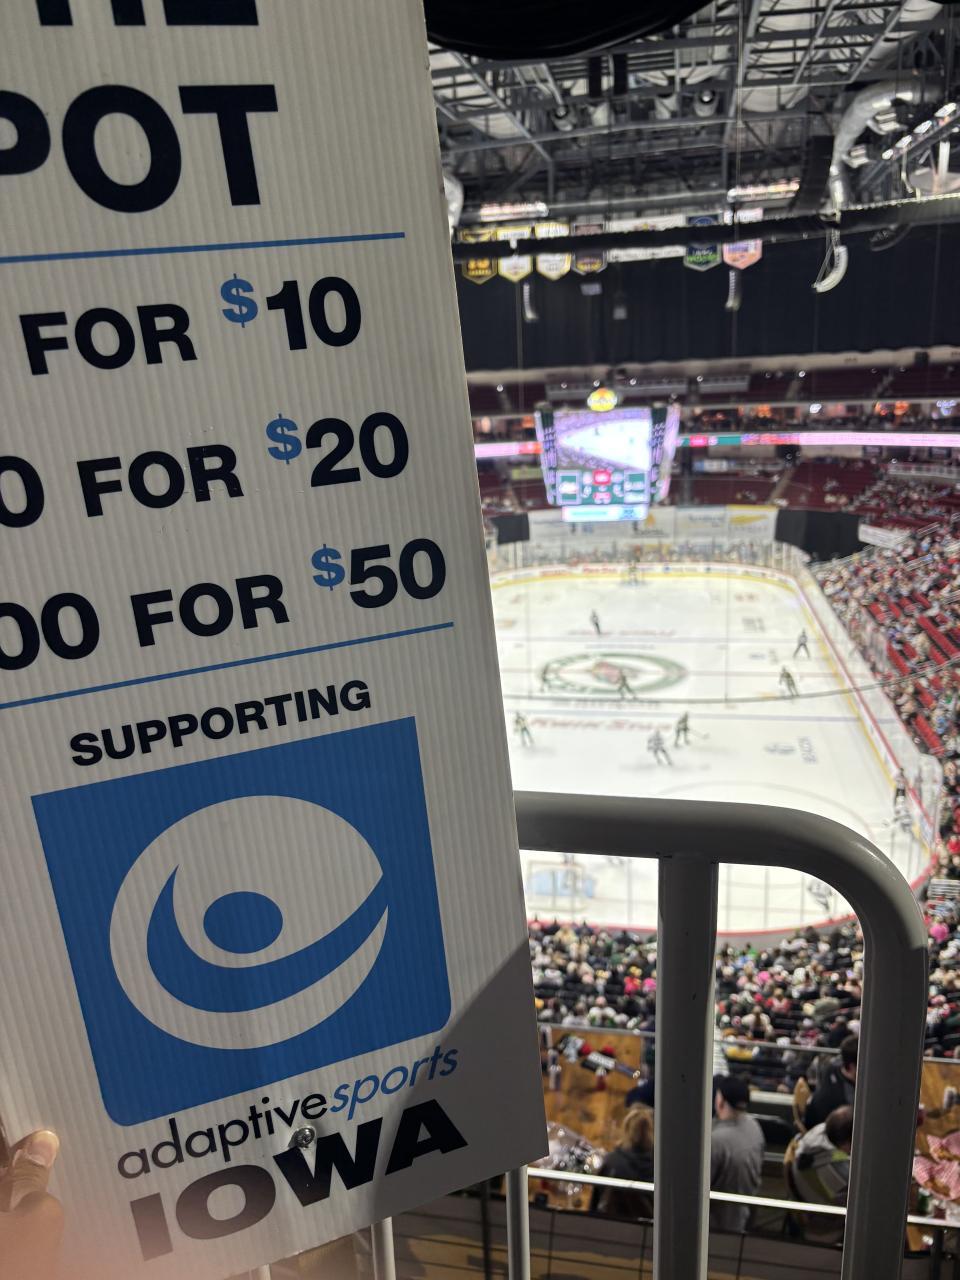 POT
FOR $10
0 FOR $20
00 FOR $50
SUPPORTING
adaptivesports
IOWA